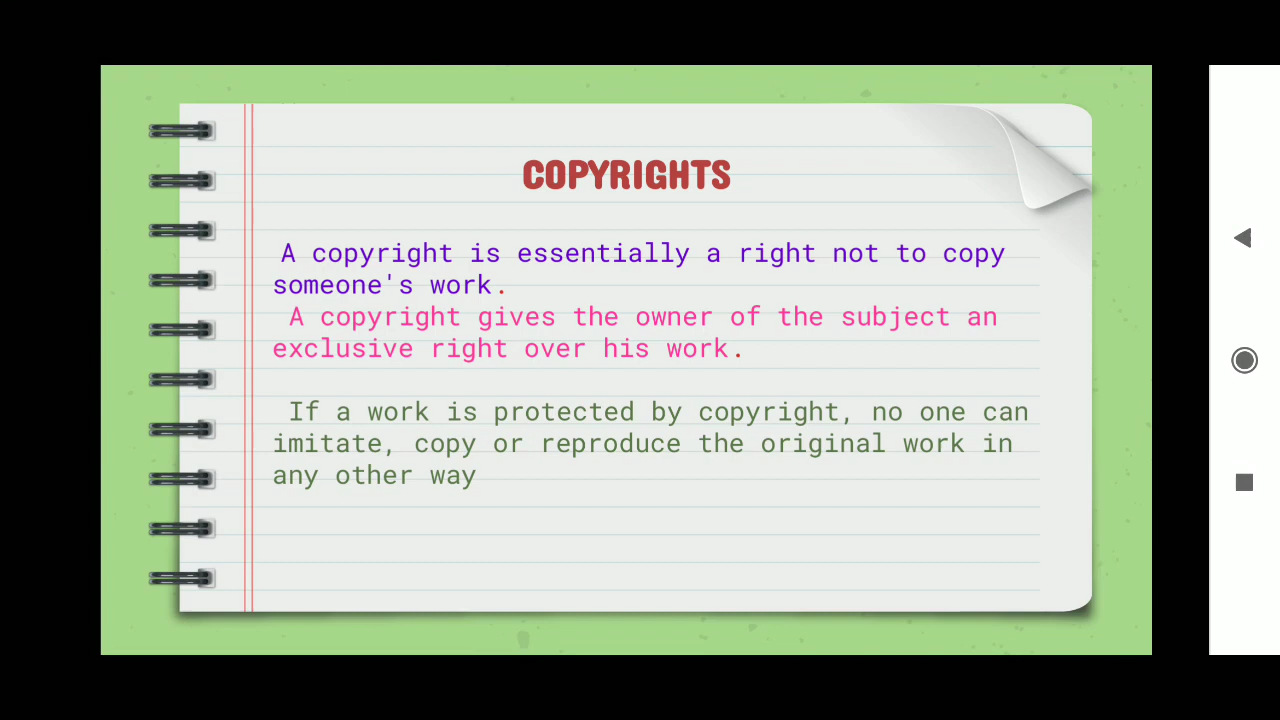 COPYRIGHTS
A copyright is essentially a right not to copy
someone's work.
A copyright gives the owner of the subject an
exclusive right over his work.
If a work is protected by copyright, no one can
imitate, copy or reproduce the original work in
any other way